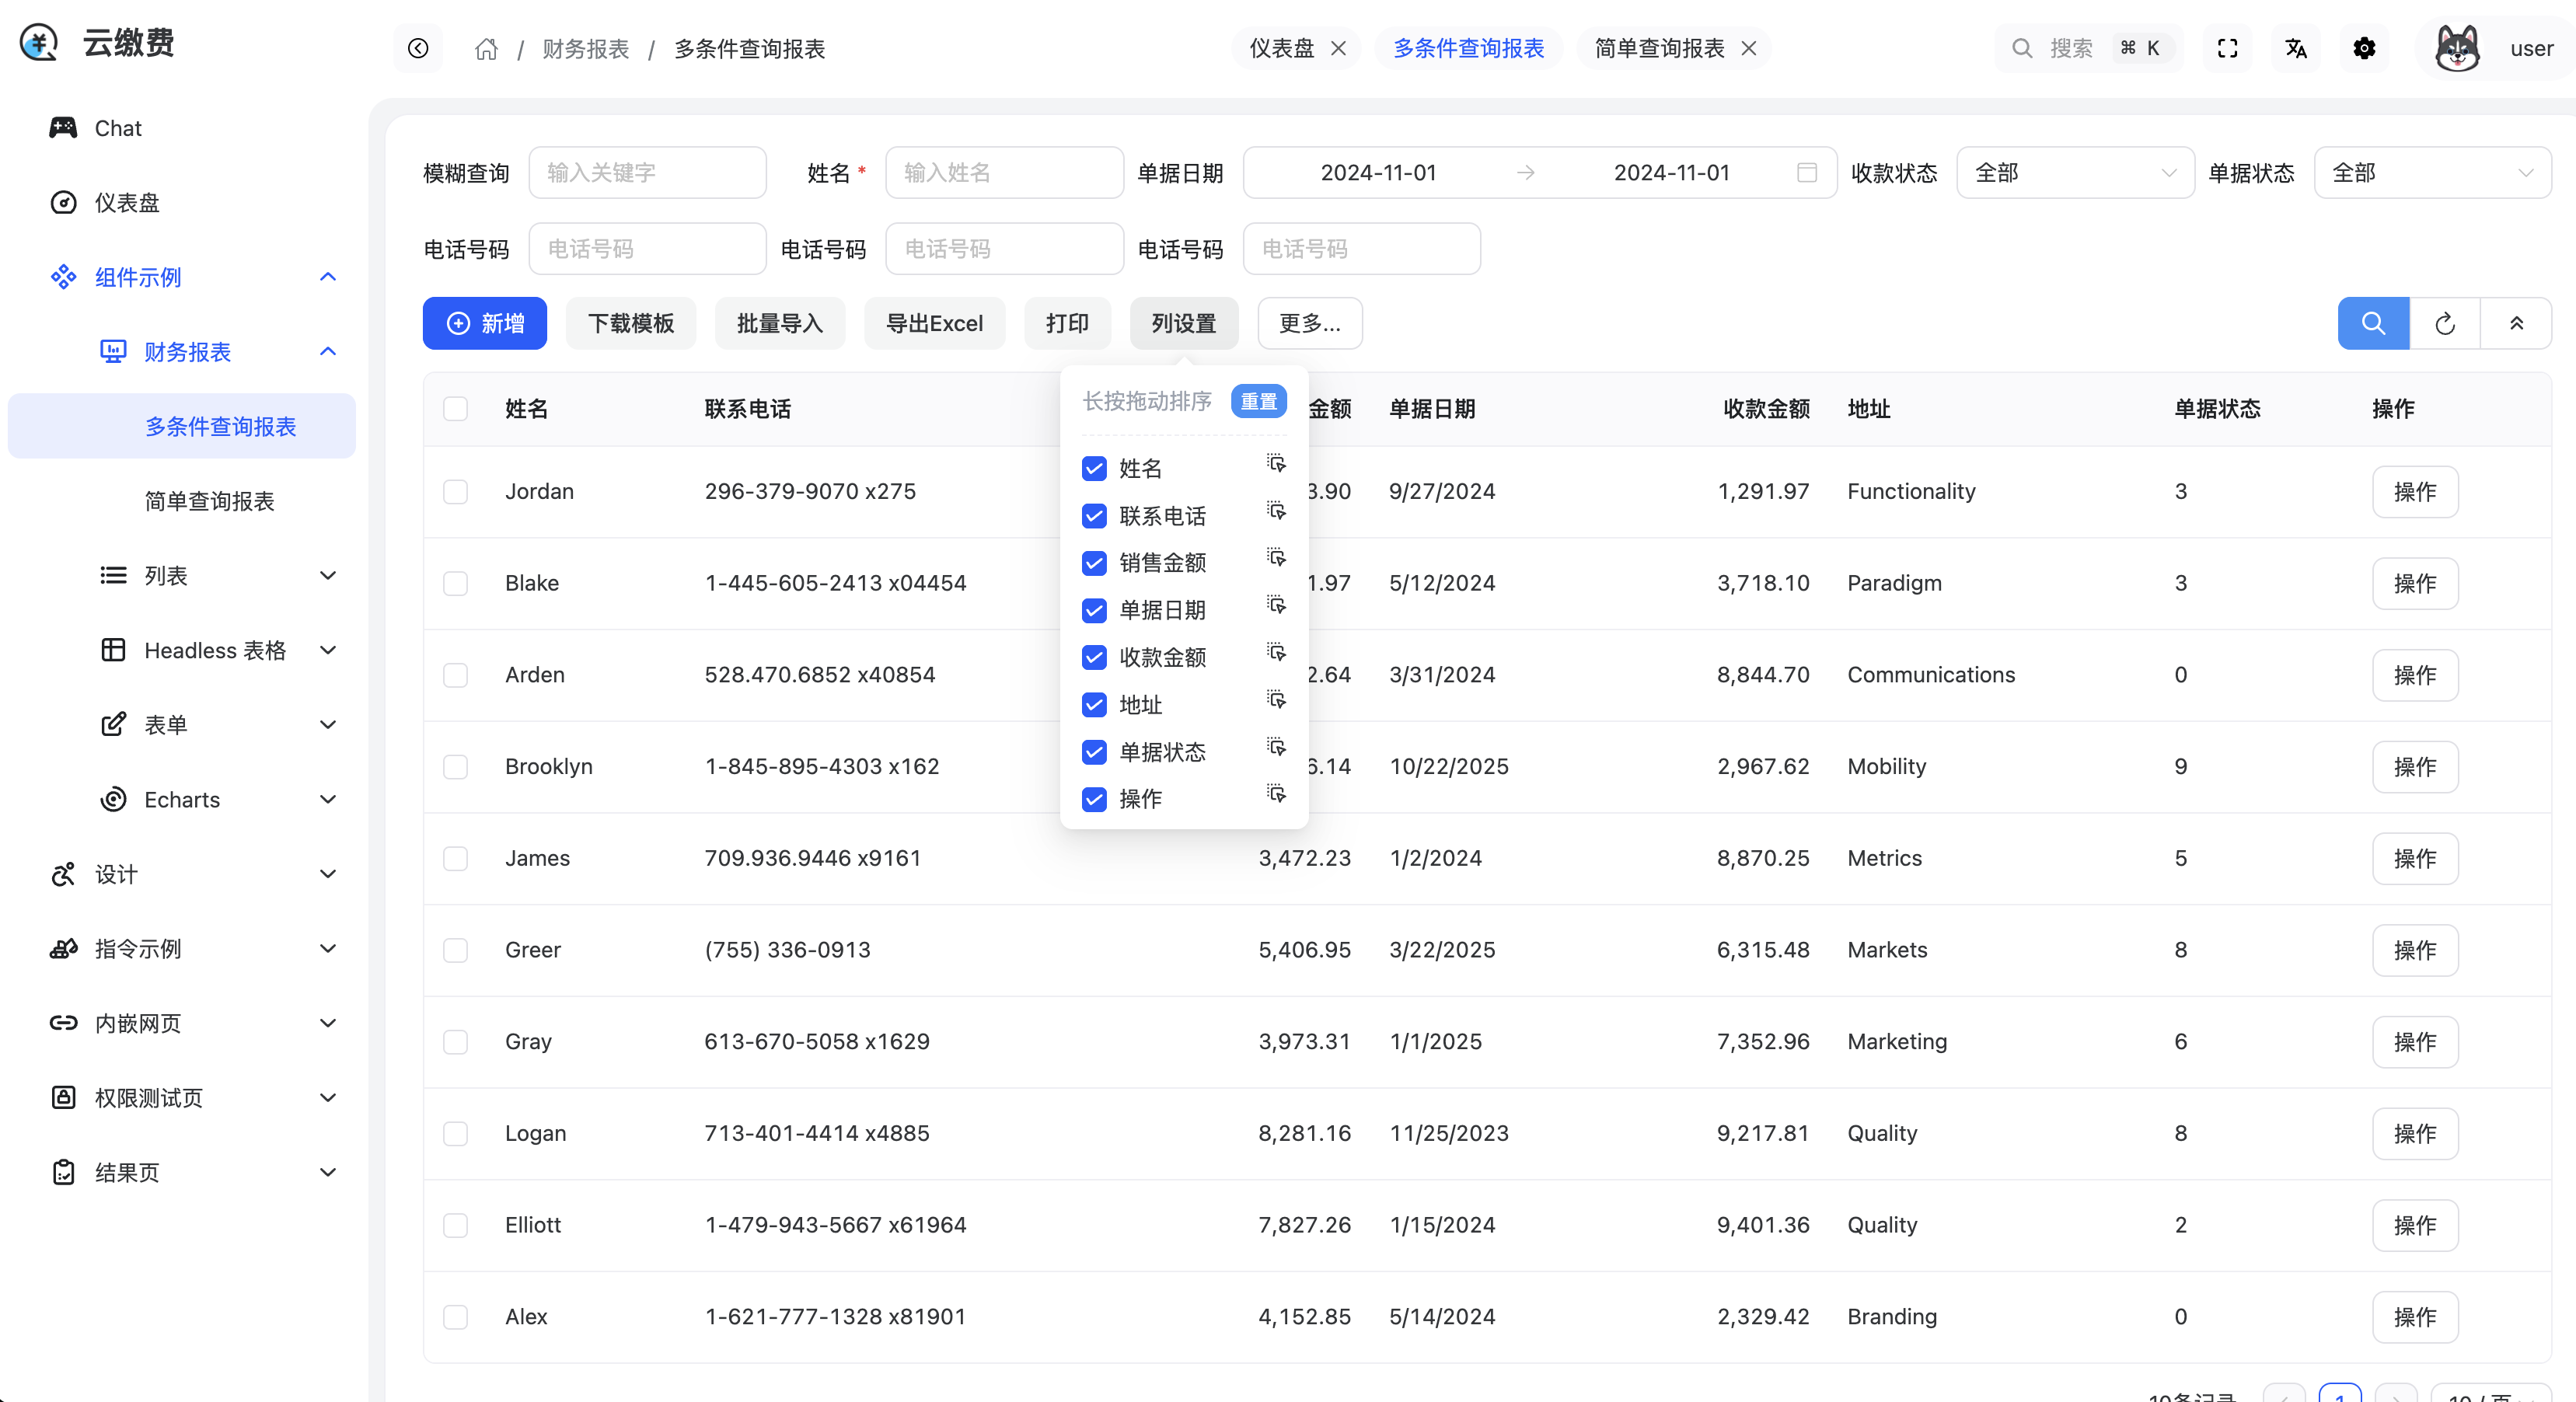 云缴费
财务报表 / 多条件查询报表
仪表盘
多条件查询报表
简单查询报表
搜索 ⌘ K
user
Chat
仪表盘
组件示例
财务报表
多条件查询报表
简单查询报表
列表
Headless 表格
表单
Echarts
设计
指令示例
内嵌网页
权限测试页
结果页
模糊查询 输入关键字 姓名 * 输入姓名 单据日期 2024-11-01 → 2024-11-01 收款状态 全部 单据状态 全部
电话号码 电话号码 电话号码 电话号码 电话号码 电话号码
新增 下载模板 批量导入 导出Excel 打印 列设置 更多...
长按拖动排序 重置
姓名
联系电话
销售金额
单据日期
收款金额
地址
单据状态
操作
姓名 联系电话 金额 单据日期 收款金额 地址 单据状态 操作
Jordan 296-379-9070 x275 .90 9/27/2024 1,291.97 Functionality 3 操作
Blake 1-445-605-2413 x04454 .97 5/12/2024 3,718.10 Paradigm 3 操作
Arden 528.470.6852 x40854 .64 3/31/2024 8,844.70 Communications 0 操作
Brooklyn 1-845-895-4303 x162 .14 10/22/2025 2,967.62 Mobility 9 操作
James 709.936.9446 x9161 3,472.23 1/2/2024 8,870.25 Metrics 5 操作
Greer (755) 336-0913 5,406.95 3/22/2025 6,315.48 Markets 8 操作
Gray 613-670-5058 x1629 3,973.31 1/1/2025 7,352.96 Marketing 6 操作
Logan 713-401-4414 x4885 8,281.16 11/25/2023 9,217.81 Quality 8 操作
Elliott 1-479-943-5667 x61964 7,827.26 1/15/2024 9,401.36 Quality 2 操作
Alex 1-621-777-1328 x81901 4,152.85 5/14/2024 2,329.42 Branding 0 操作